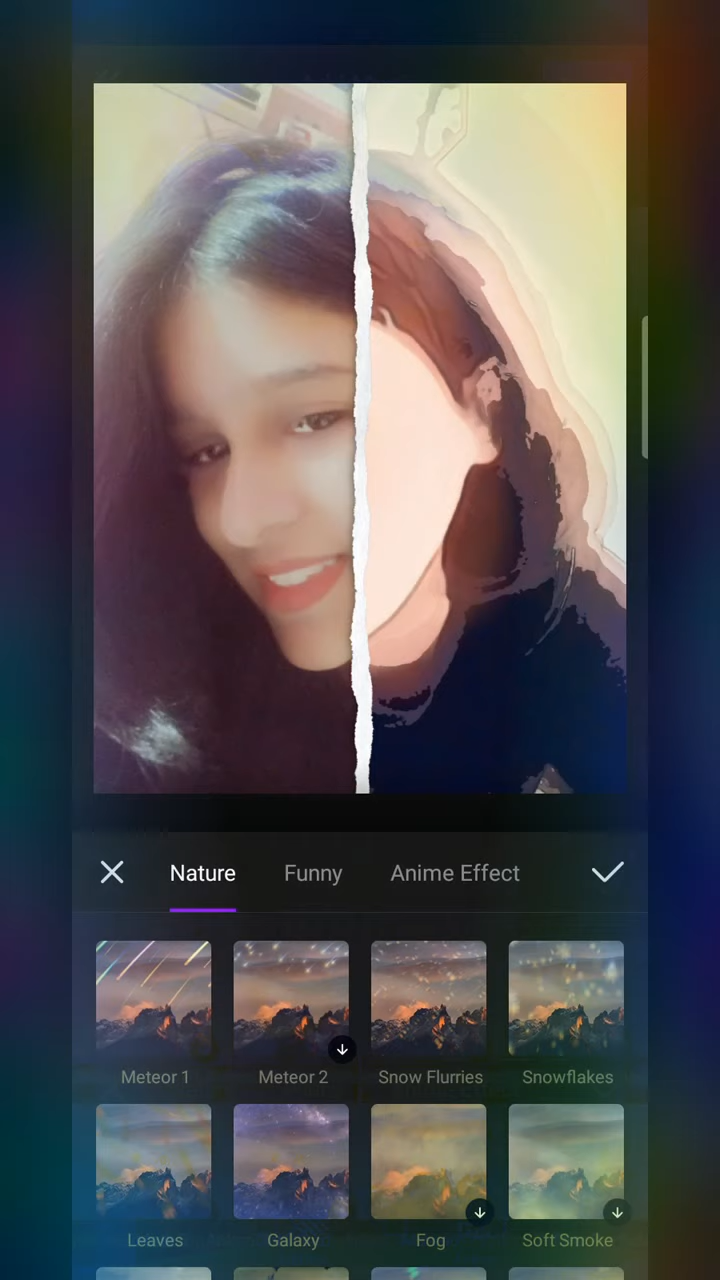 Nature Funny Anime Effect
Meteor 1 Meteor 2 Snow Flurries Snowflakes
Leaves Galaxy Fog Soft Smoke